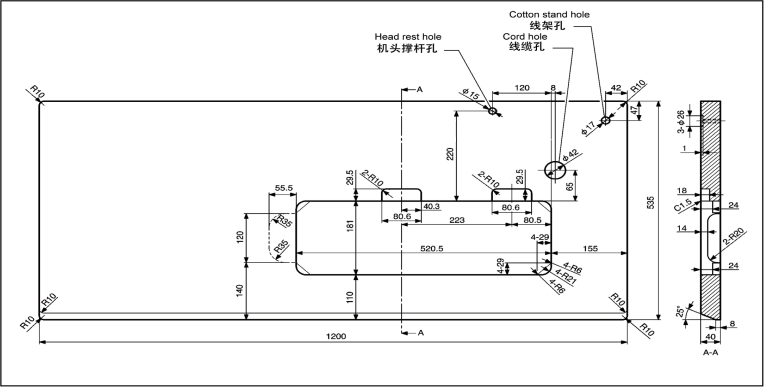 Cotton stand hole
线架孔
Head rest hole
机头撑杆孔
Cord hole
线缆孔
R10
A
120
8
42
R10
φ15
47
φ17
3-φ26
220
φ42
1
2-R10
29.5
2-R10
29.5
65
55.5
40.3
18
C1.5
24
80.6
223
80.6
80.5
535
R35
120
181
4-29
14
R35
520.5
155
2-R20
4-29
4-R6
4-R21
4-R6
24
140
110
R10
R10
25°
R10
R10
A
8
1200
40
A-A